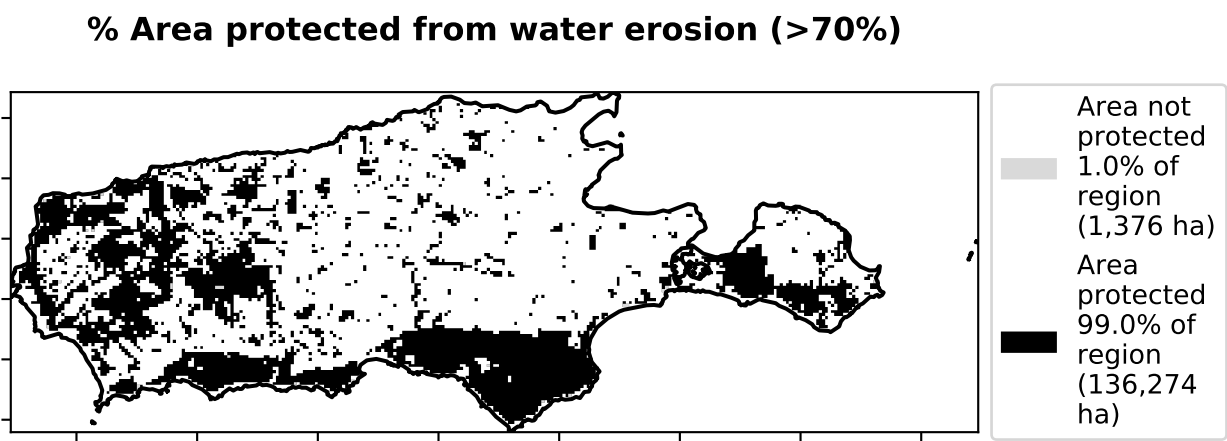 % Area protected from water erosion (>70%)
Area not
protected
1.0% of
region
(1,376 ha)
Area
protected
99.0% of
region
(136,274
ha)